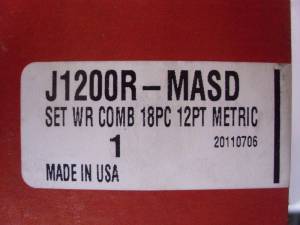 J1200R-MASD
SET WR COMB 18PC 12PT METRIC
1
20110706
MADE IN USA